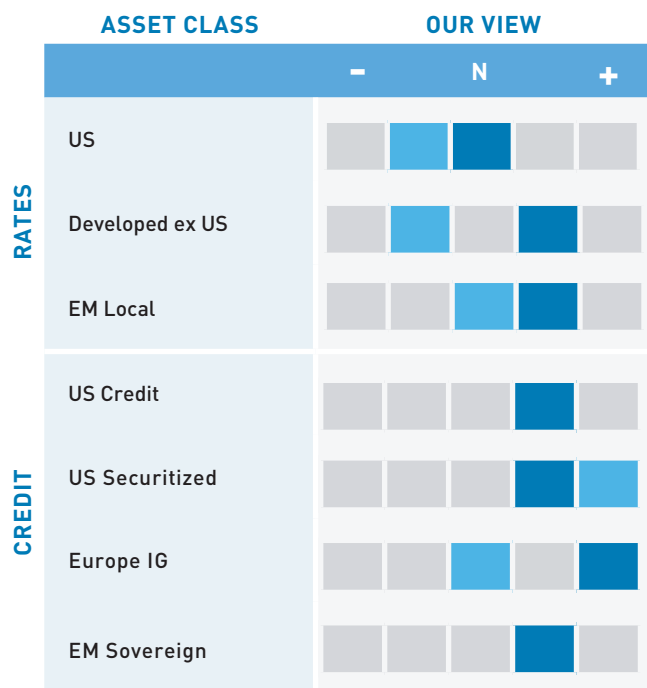 ASSET CLASS OUR VIEW
- N +
RATES
US
Developed ex US
EM Local
CREDIT
US Credit
US Securitized
Europe IG
EM Sovereign